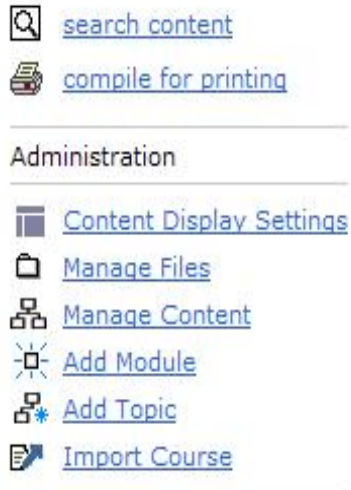 search content
compile for printing
Administration
Content Display Settings
Manage Files
Manage Content
Add Module
Add Topic
Import Course